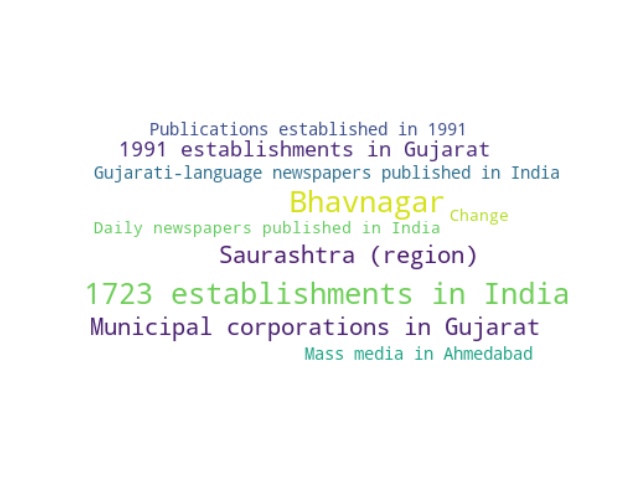 Publications established in 1991
1991 establishments in Gujarat
Gujarati-language newspapers published in India
Bhavnagar
Change
Daily newspapers published in India
Saurashtra (region)
1723 establishments in India
Municipal corporations in Gujarat
Mass media in Ahmedabad